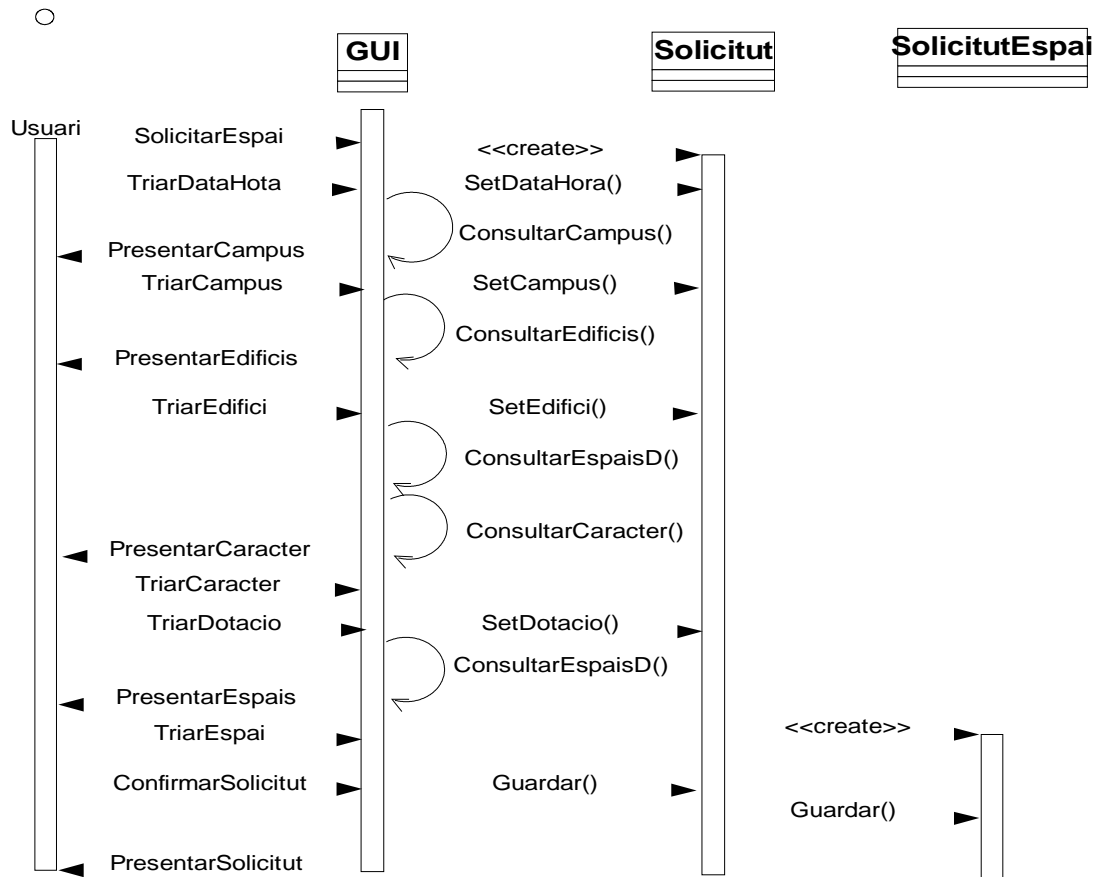 GUI
Solicitut
SolicitutEspai
Usuari
SolicitarEspai
<<create>>
TriarDataHota
SetDataHora()
ConsultarCampus()
PresentarCampus
TriarCampus
SetCampus()
ConsultarEdificis()
PresentarEdificis
TriarEdifici
SetEdifici()
ConsultarEspaisD()
ConsultarCaracter()
PresentarCaracter
TriarCaracter
TriarDotacio
SetDotacio()
ConsultarEspaisD()
PresentarEspais
TriarEspai
<<create>>
ConfirmarSolicitut
Guardar()
Guardar()
PresentarSolicitut